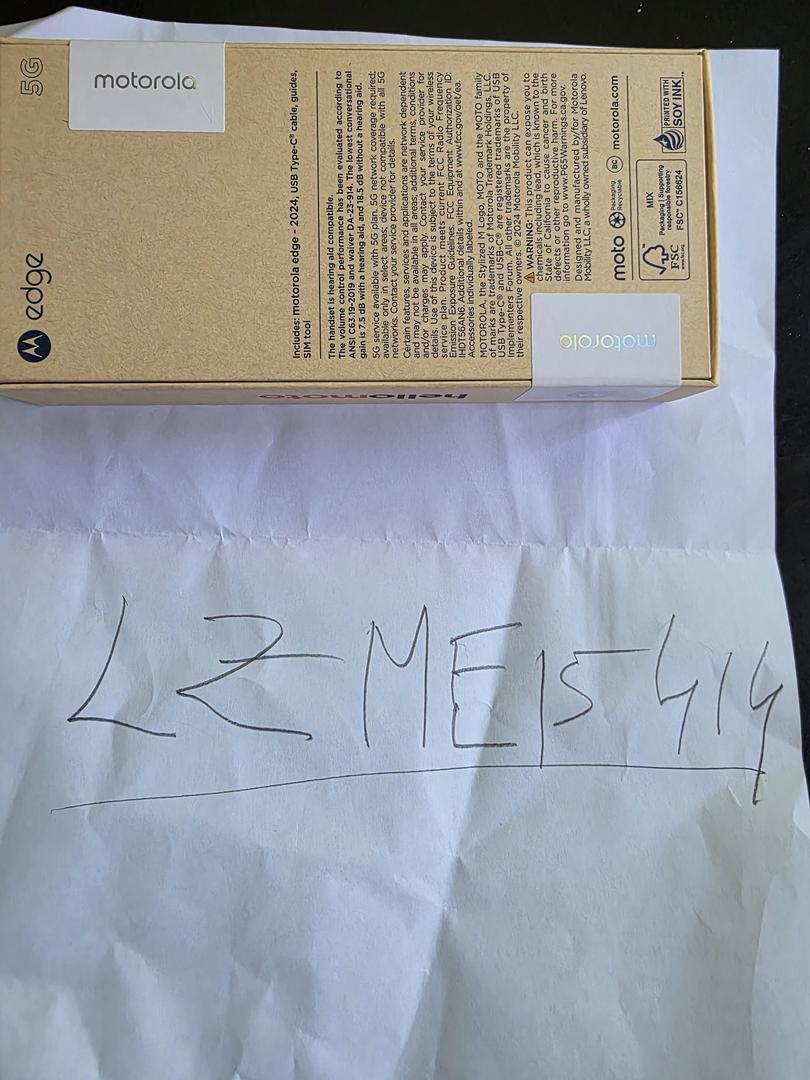 5G
motorola
edge
Includes: motorola edge - 2024, USB Type-C® cable, guides,
SIM tool
The handset is hearing aid compatible.
The volume control performance has been evaluated according to
ANSI C63.19-2019 and waiver DA-23-914. The lowest conversational
gain is 7.5 dB with a hearing aid, and 18.5 dB without a hearing aid.
5G service available with 5G plan. 5G network coverage required;
available only in select areas; device not compatible with all 5G
networks. Contact your service provider for details.
Certain features, services and applications are network dependent
and may not be available in all areas; additional terms, conditions
and/or charges may apply. Contact your service provider for
details. Use of this device is subject to the terms of your wireless
service plan. Product meets current FCC Radio Frequency
Emission Exposure Guidelines. FCC Equipment Authorization. ID:
IHDT56AN6. Additional details within and at www.fcc.gov/oet/ea.
Accessories individually labeled.
MOTOROLA, the Stylized M Logo, MOTO and the MOTO family
of marks are trademarks of Motorola Trademark Holdings, LLC.
USB Type-C® and USB-C® are registered trademarks of USB
Implementers Forum. All other trademarks are the property of
their respective owners. © 2024 Motorola Mobility LLC.
WARNING: This product can expose you to
chemicals including lead, which is known to the
State of California to cause cancer and birth
defects or other reproductive harm. For more
information go to www.P65Warnings.ca.gov.
Designed and manufactured by/for Motorola
Mobility LLC, a wholly owned subsidiary of Lenovo.
moto Packaging Recyclable BC motorola.com
FSC
MIX
Packaging | Supporting
responsible forestry
FSC™ C156624
PRINTED WITH
SOY INK
motorola
hellomoto
LZME15414